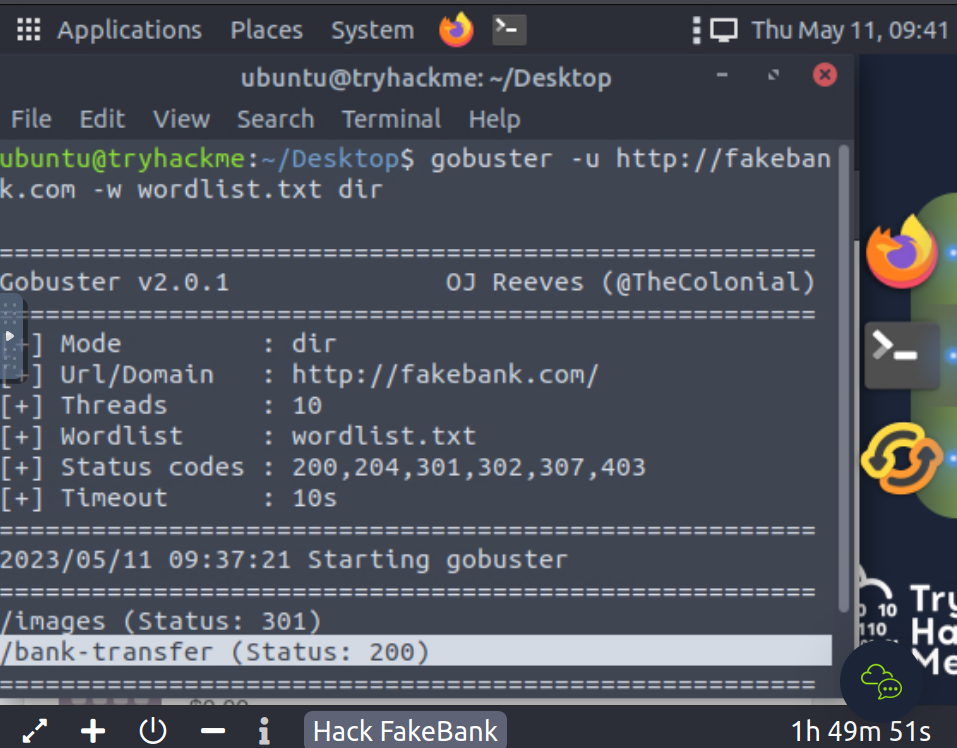 Applications Places System Thu May 11, 09:41
ubuntu@tryhackme: ~/Desktop
File Edit View Search Terminal Help
ubuntu@tryhackme:~/Desktop$ gobuster -u http://fakeban
k.com -w wordlist.txt dir
=====================================================
Gobuster v2.0.1 OJ Reeves (@TheColonial)
=====================================================
[+] Mode : dir
[+] Url/Domain : http://fakebank.com/
[+] Threads : 10
[+] Wordlist : wordlist.txt
[+] Status codes : 200,204,301,302,307,403
[+] Timeout : 10s
=====================================================
2023/05/11 09:37:21 Starting gobuster
=====================================================
/images (Status: 301)
/bank-transfer (Status: 200)
=====================================================
0 10
110
Try
Ha
Me
Hack FakeBank 1h 49m 51s